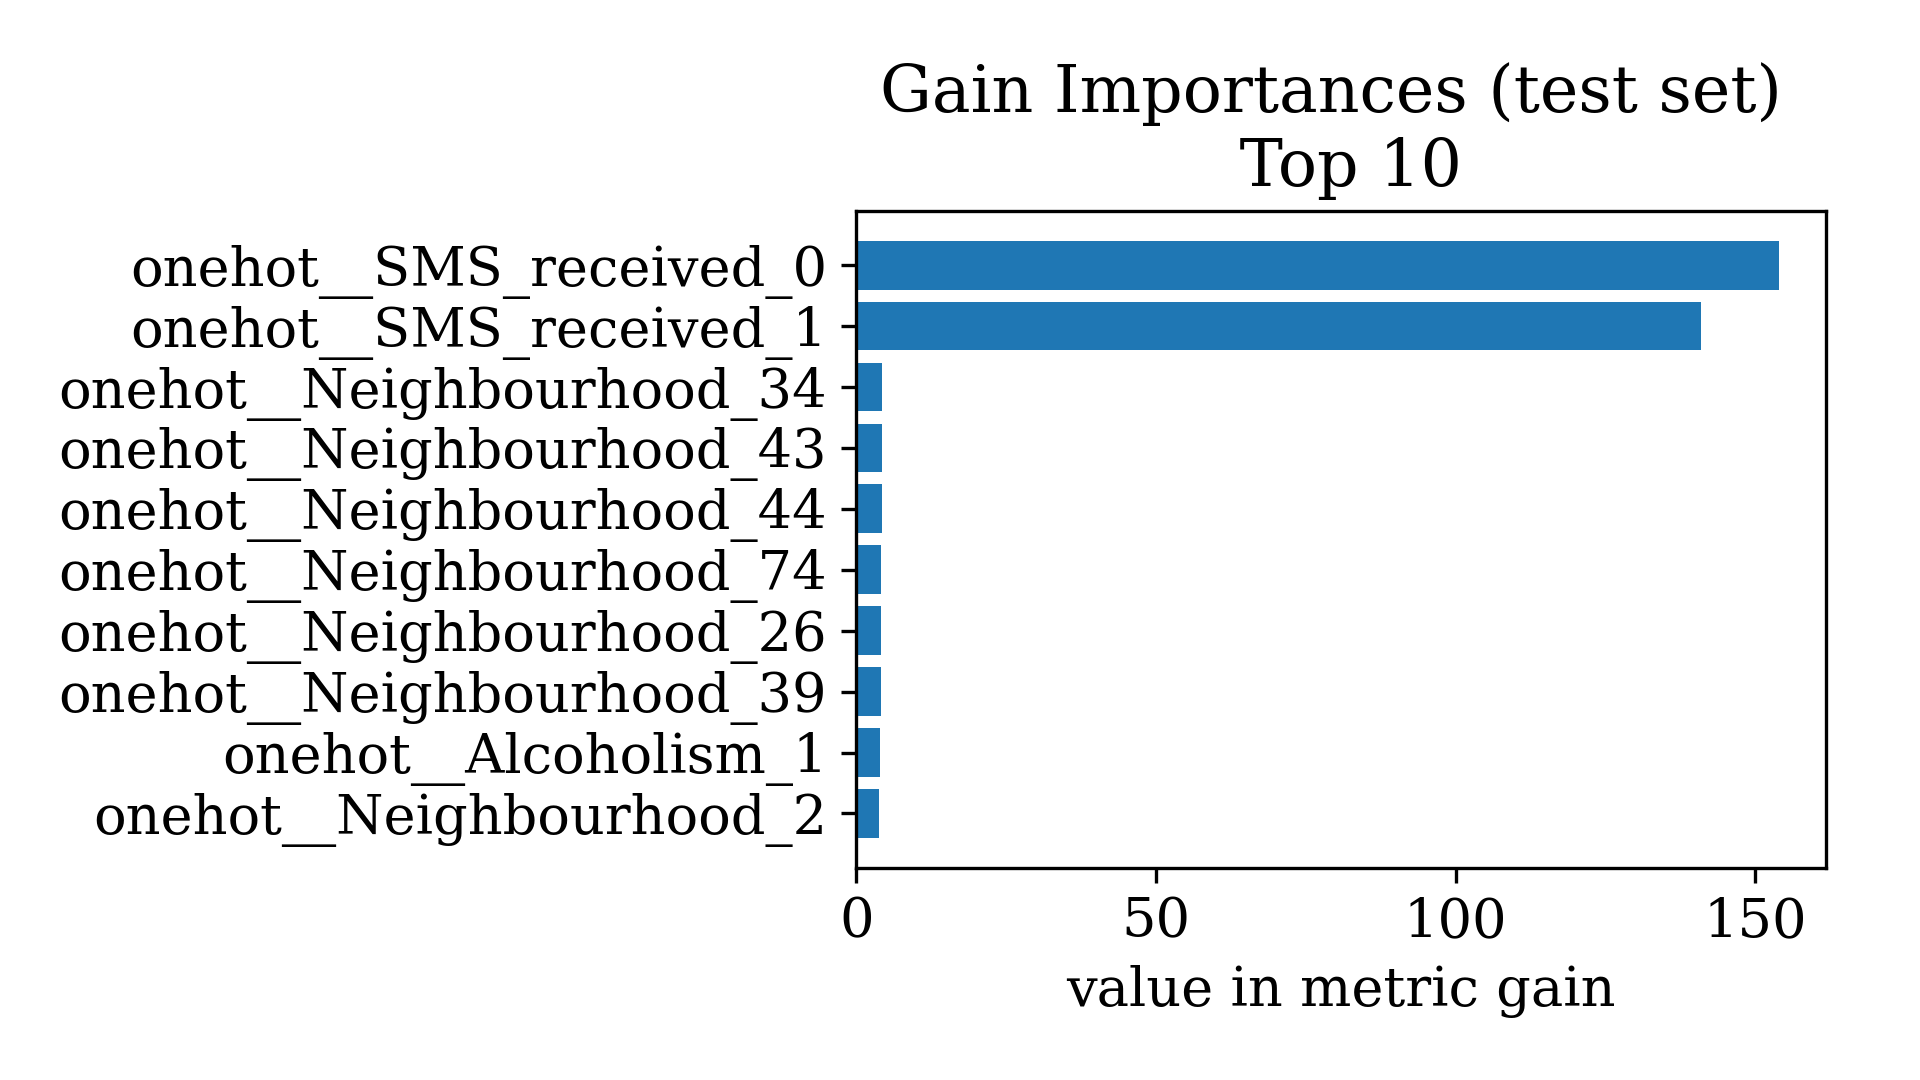 Gain Importances (test set)
Top 10
onehot__SMS_received_0
onehot__SMS_received_1
onehot__Neighbourhood_34
onehot__Neighbourhood_43
onehot__Neighbourhood_44
onehot__Neighbourhood_74
onehot__Neighbourhood_26
onehot__Neighbourhood_39
onehot__Alcoholism_1
onehot__Neighbourhood_2
0 50 100 150
value in metric gain